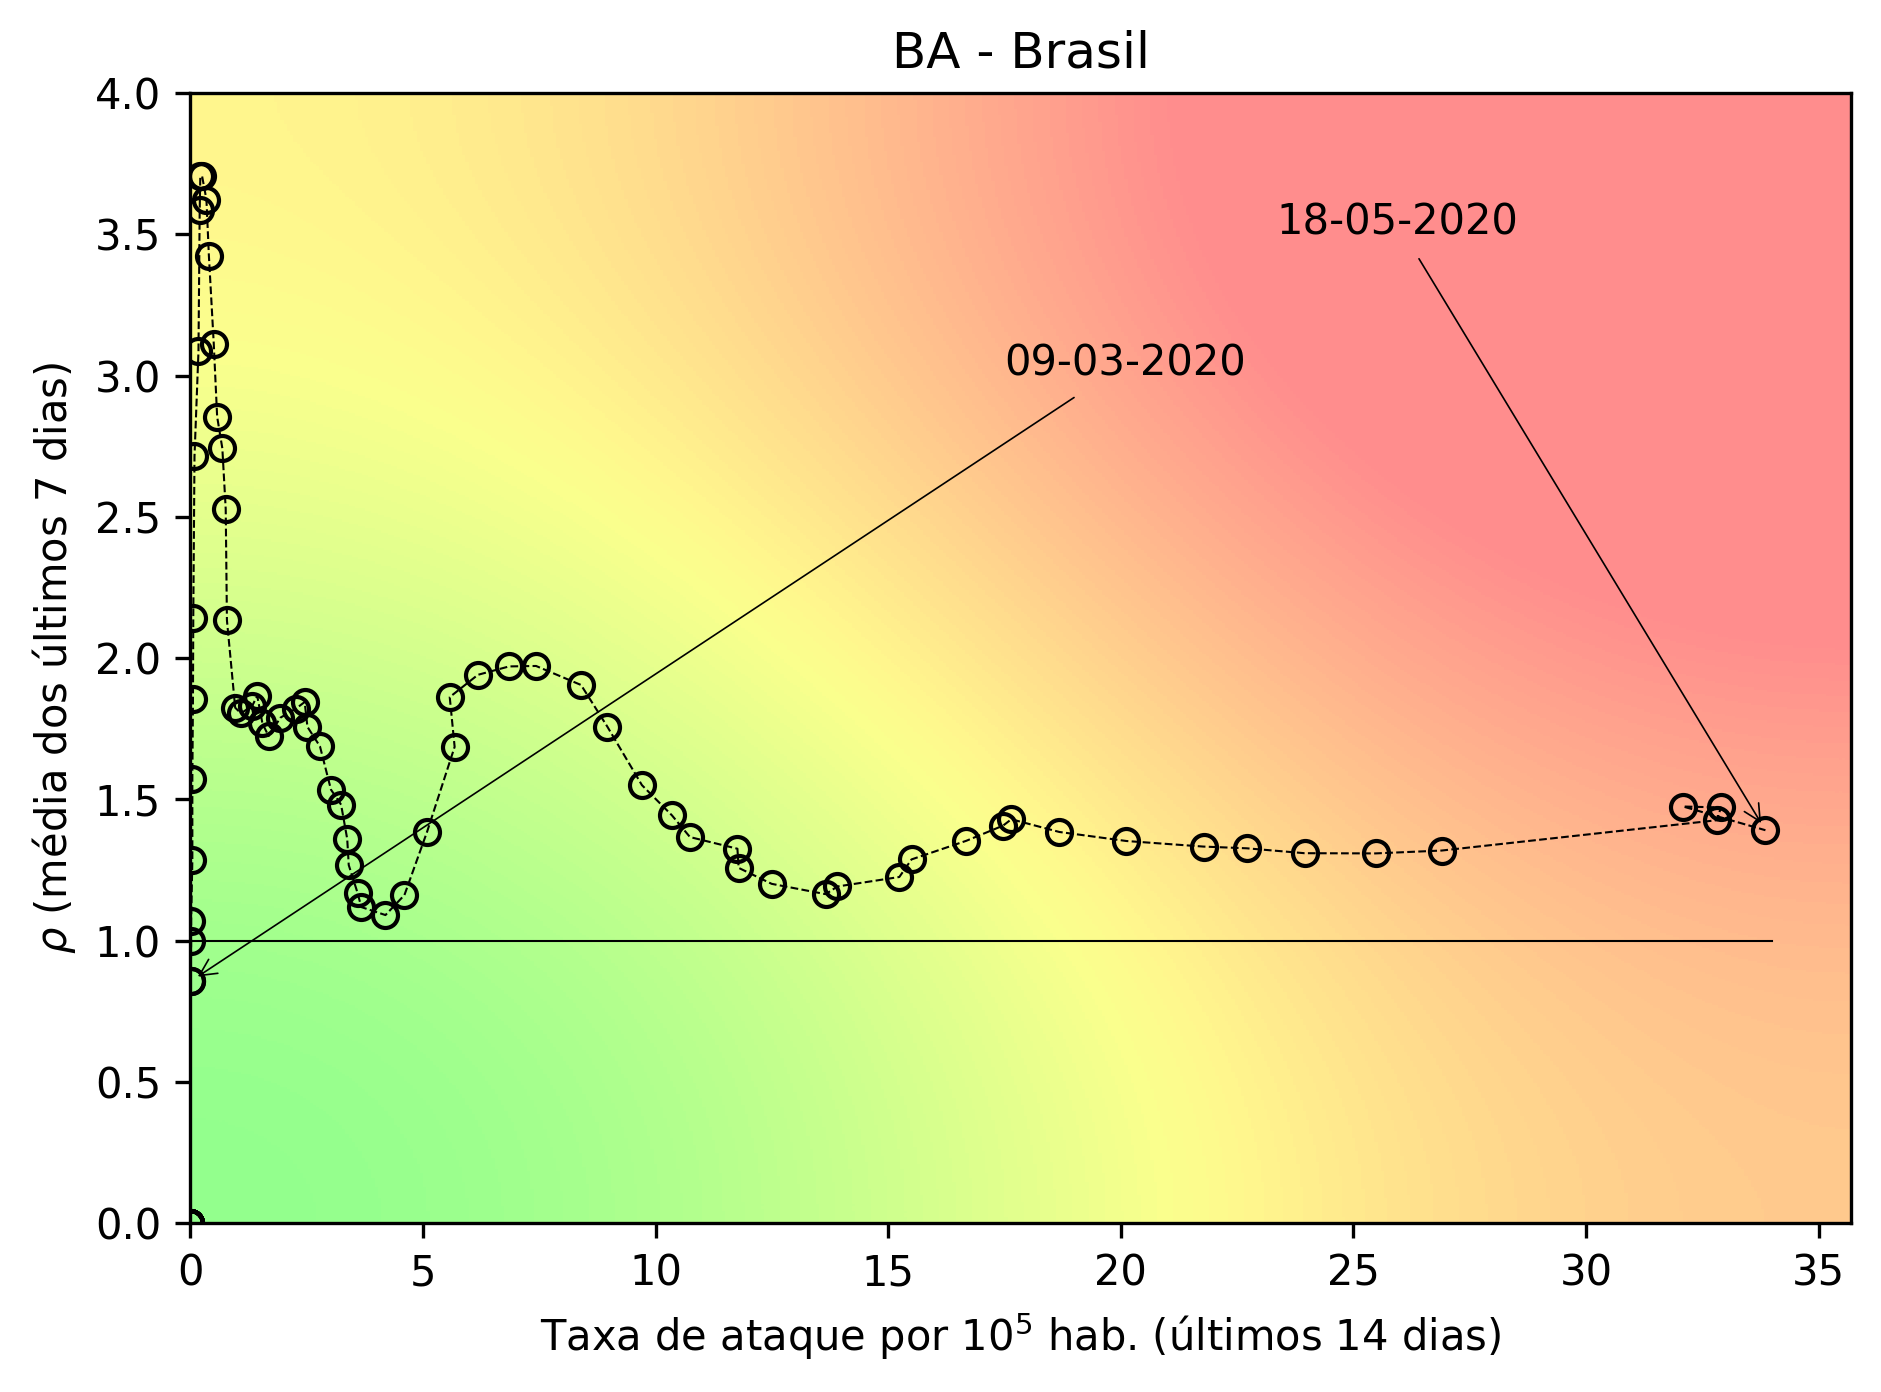 BA - Brasil
4.0
3.5
3.0
2.5
2.0
1.5
1.0
0.5
0.0
ρ (média dos últimos 7 dias)
18-05-2020
09-03-2020
0 5 10 15 20 25 30 35
Taxa de ataque por 10⁵ hab. (últimos 14 dias)